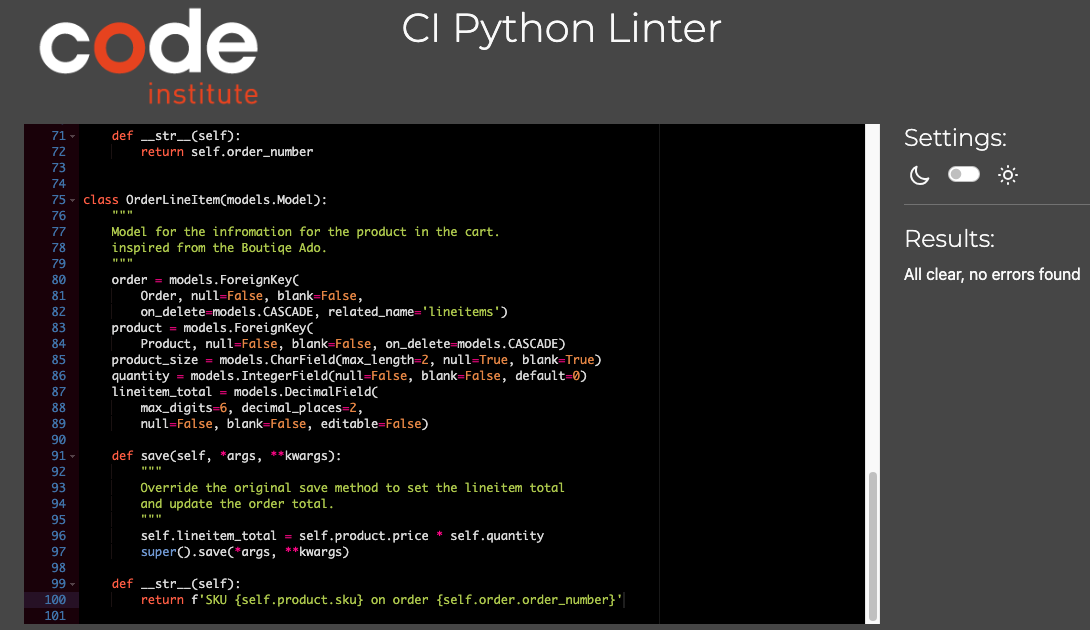 code
institute
CI Python Linter
71 def __str__(self):
72 return self.order_number
73
74
75 class OrderLineItem(models.Model):
76 """
77 Model for the infromation for the product in the cart.
78 inspired from the Boutiqe Ado.
79 """
80 order = models.ForeignKey(
81 Order, null=False, blank=False,
82 on_delete=models.CASCADE, related_name='lineitems')
83 product = models.ForeignKey(
84 Product, null=False, blank=False, on_delete=models.CASCADE)
85 product_size = models.CharField(max_length=2, null=True, blank=True)
86 quantity = models.IntegerField(null=False, blank=False, default=0)
87 lineitem_total = models.DecimalField(
88 max_digits=6, decimal_places=2,
89 null=False, blank=False, editable=False)
90
91 def save(self, *args, **kwargs):
92 """
93 Override the original save method to set the lineitem total
94 and update the order total.
95 """
96 self.lineitem_total = self.product.price * self.quantity
97 super().save(*args, **kwargs)
98
99 def __str__(self):
100 return f'SKU {self.product.sku} on order {self.order.order_number}'
101
Settings:
Results:
All clear, no errors found